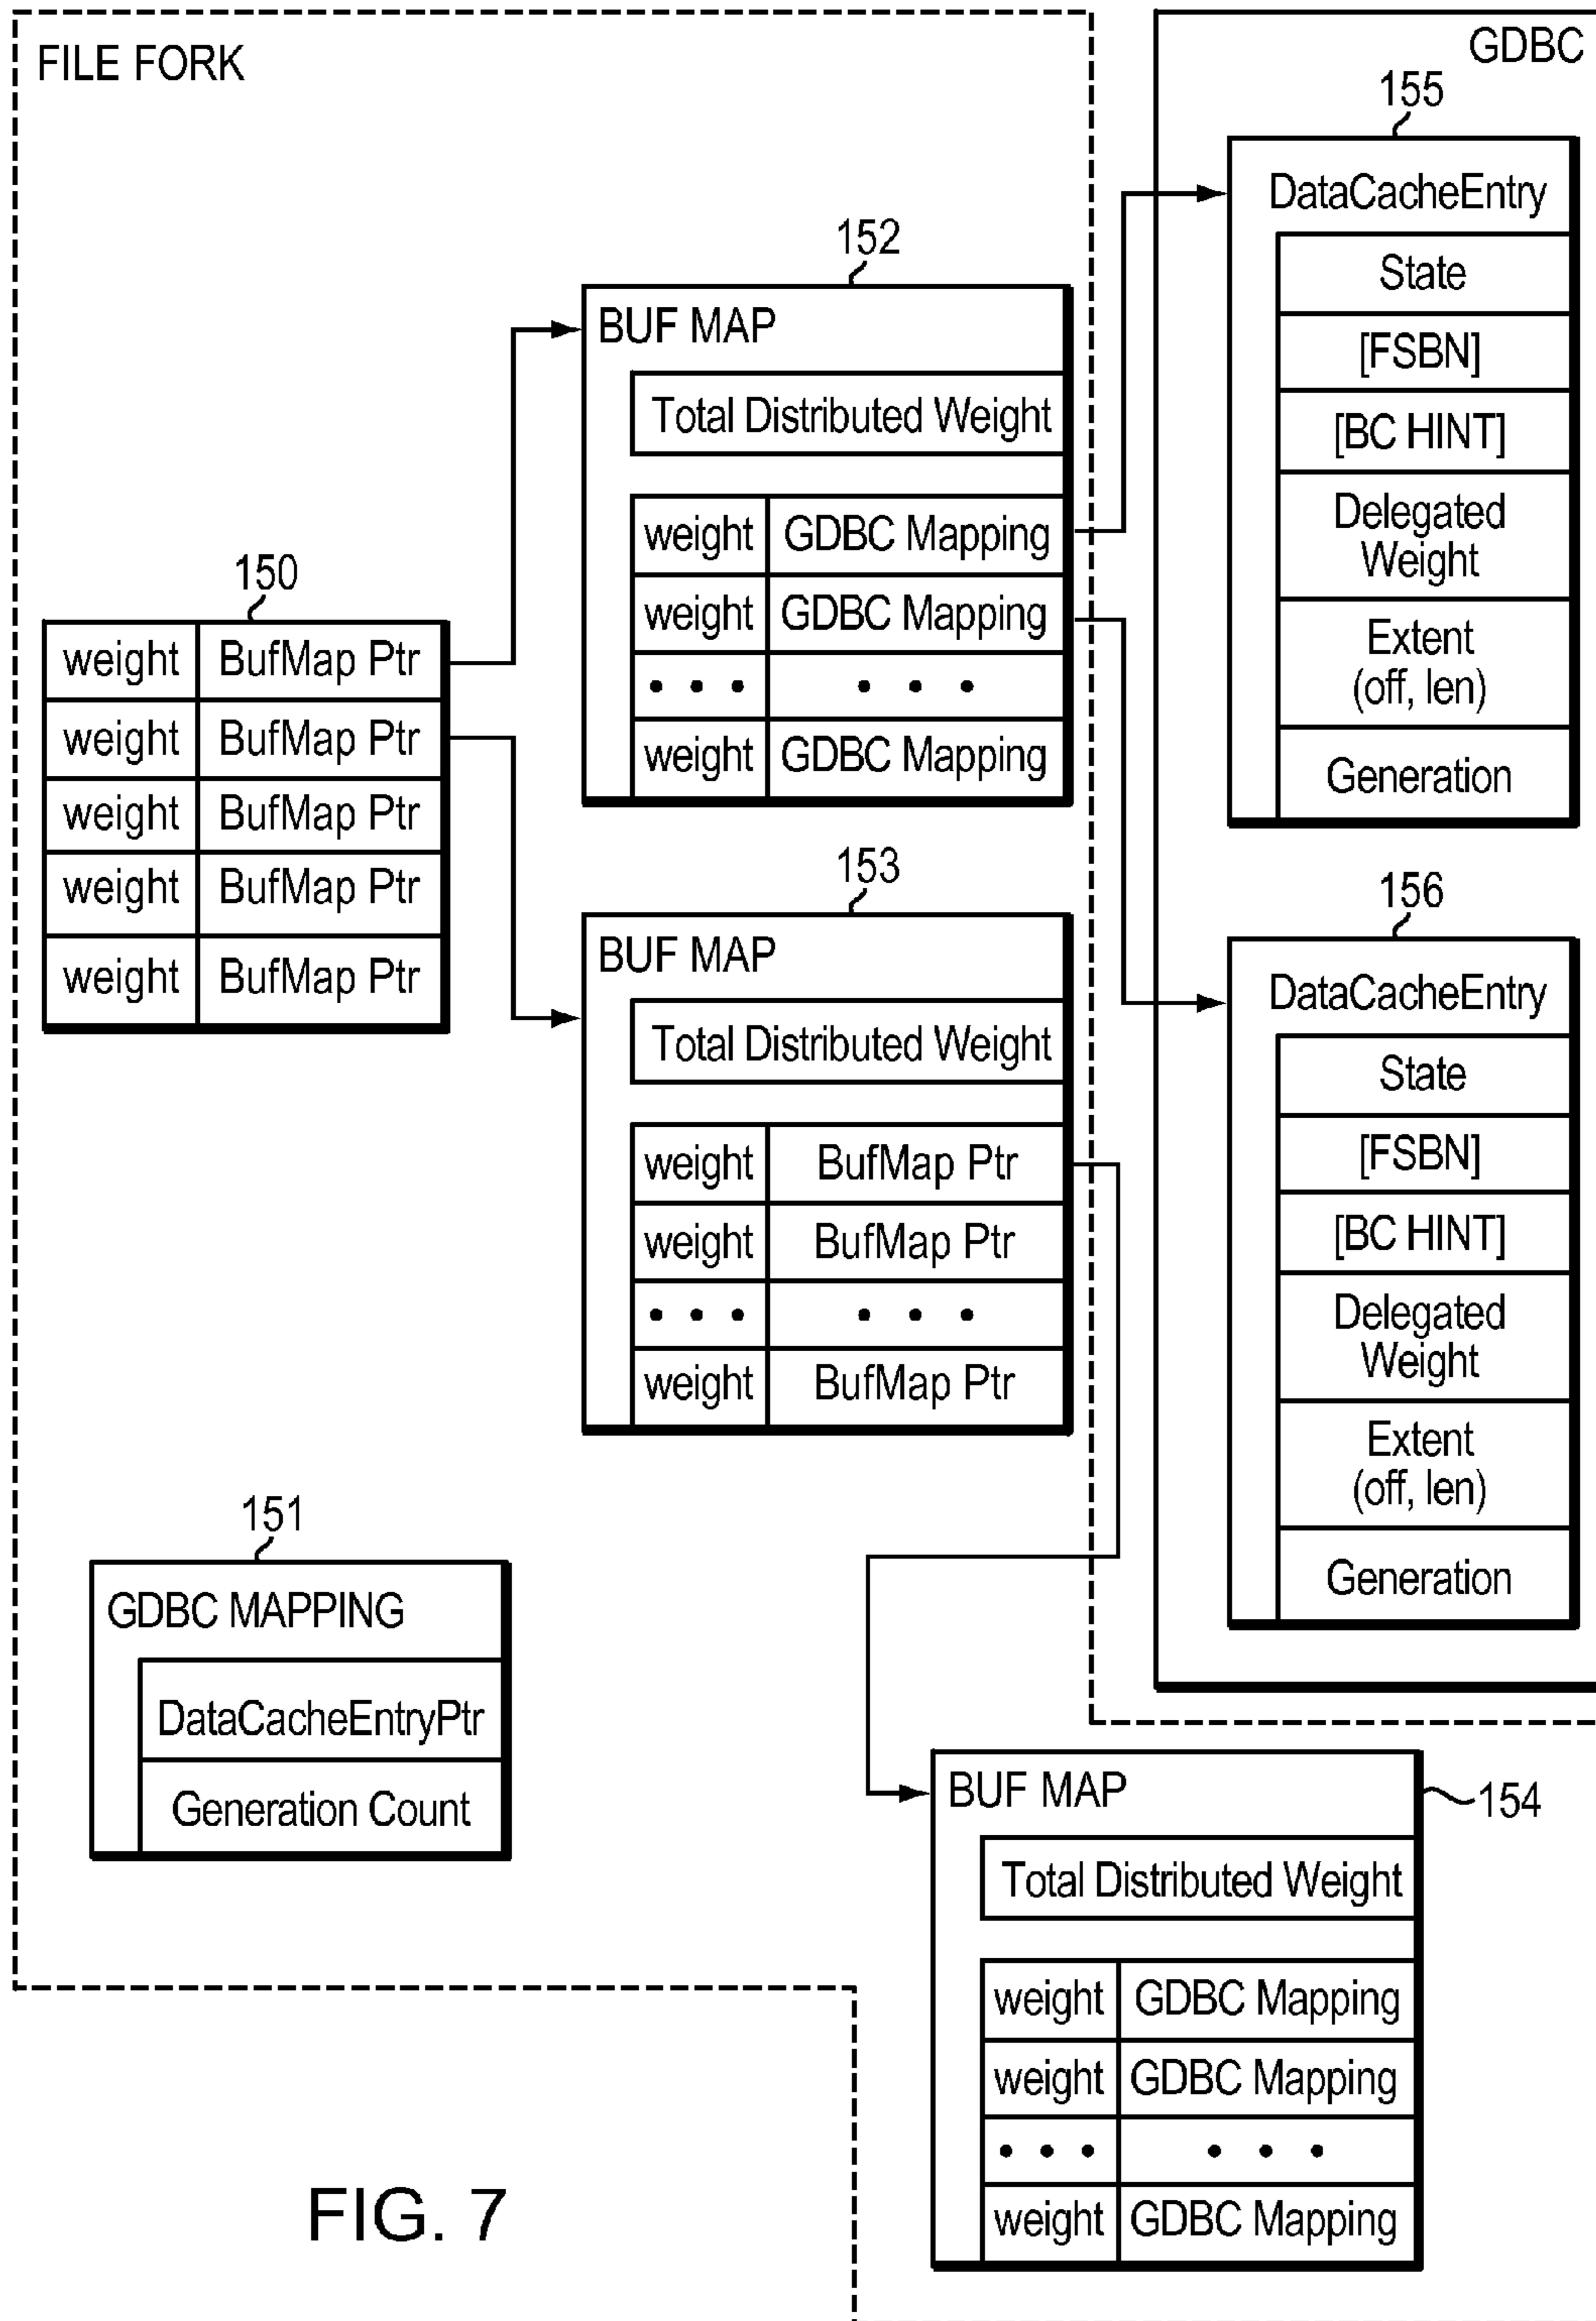 FILE FORK
GDBC
155
DataCacheEntry
State
[FSBN]
[BC HINT]
Delegated
Weight
Extent
(off, len)
Generation
152
BUF MAP
Total Distributed Weight
weight GDBC Mapping
weight GDBC Mapping
• • • • • •
weight GDBC Mapping
150
weight BufMap Ptr
weight BufMap Ptr
weight BufMap Ptr
weight BufMap Ptr
weight BufMap Ptr
153
BUF MAP
Total Distributed Weight
weight BufMap Ptr
weight BufMap Ptr
• • • • • •
weight BufMap Ptr
156
DataCacheEntry
State
[FSBN]
[BC HINT]
Delegated
Weight
Extent
(off, len)
Generation
151
GDBC MAPPING
DataCacheEntryPtr
Generation Count
154
BUF MAP
Total Distributed Weight
weight GDBC Mapping
weight GDBC Mapping
• • • • • •
weight GDBC Mapping
FIG. 7